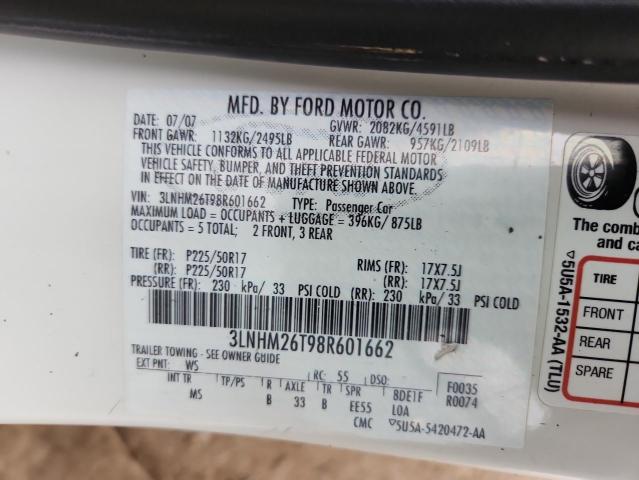 MFD. BY FORD MOTOR CO.
DATE: 07/07 GVWR: 2082KG/4591LB
FRONT GAWR: 1132KG/2495LB REAR GAWR: 957KG/2109LB
THIS VEHICLE CONFORMS TO ALL APPLICABLE FEDERAL MOTOR
VEHICLE SAFETY, BUMPER, AND THEFT PREVENTION STANDARDS
IN EFFECT ON THE DATE OF MANUFACTURE SHOWN ABOVE.
VIN: 3LNHM26T98R601662 TYPE: Passenger Car
MAXIMUM LOAD = OCCUPANTS + LUGGAGE = 396KG/ 875LB
OCCUPANTS = 5 TOTAL; 2 FRONT, 3 REAR
TIRE (FR): P225/50R17 RIMS (FR): 17X7.5J
(RR): P225/50R17 (RR): 17X7.5J
PRESSURE (FR): 230 kPa/ 33 PSI COLD (RR): 230 kPa/ 33 PSI COLD
3LNHM26T98R601662
TRAILER TOWING - SEE OWNER GUIDE
EXT PNT: WS RC: 55 DSO: F0035
INT TR TP/PS R AXLE TR SPR 8DE1F R0074
MS B 33 B EE55 LOA
CMC ▽5U5A-5420472-AA
The comb
and ca
▽5U5A-1532-AA (TLU)
TIRE
FRONT
REAR
SPARE